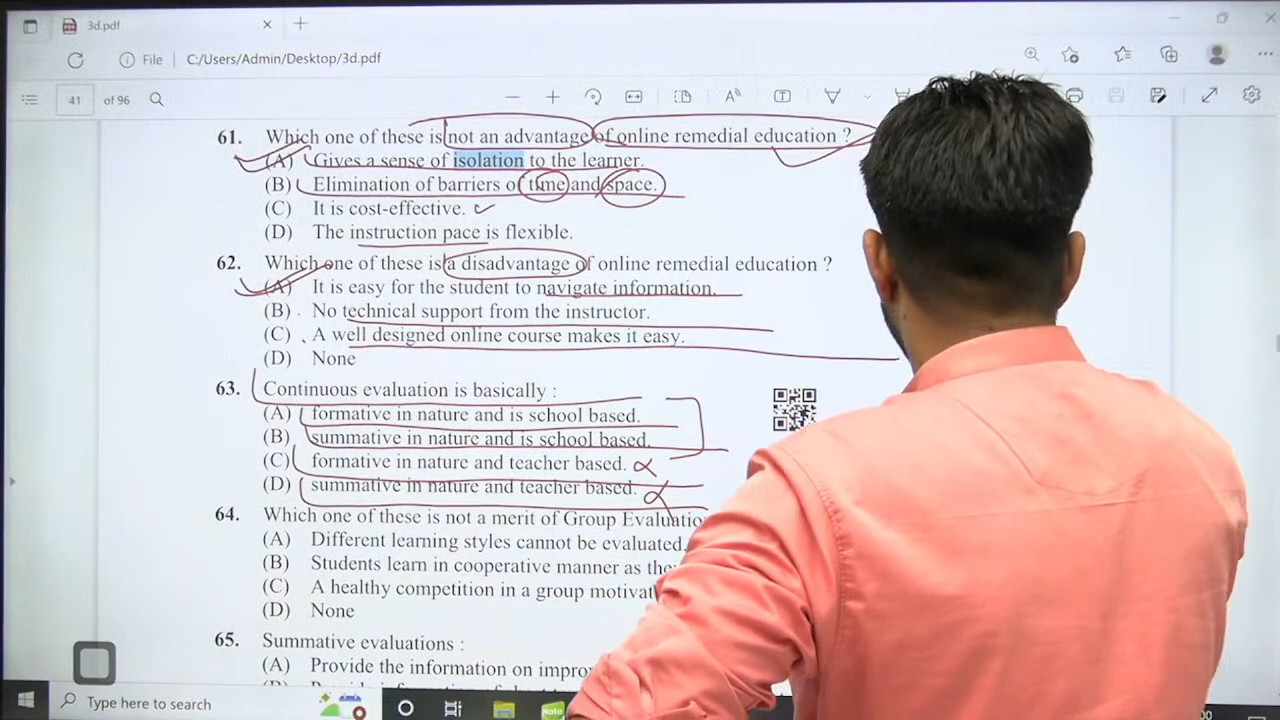 3d.pdf
File C:/Users/Admin/Desktop/3d.pdf
41 of 96
61. Which one of these is not an advantage of online remedial education ?
(A) Gives a sense of isolation to the learner.
(B) Elimination of barriers of time and space.
(C) It is cost-effective.
(D) The instruction pace is flexible.
62. Which one of these is a disadvantage of online remedial education ?
(A) It is easy for the student to navigate information.
(B) No technical support from the instructor.
(C) A well designed online course makes it easy.
(D) None
63. Continuous evaluation is basically :
(A) formative in nature and is school based.
(B) summative in nature and is school based.
(C) formative in nature and teacher based.
(D) summative in nature and teacher based.
64. Which one of these is not a merit of Group
(A) Different learning styles cannot be evaluated.
(B) Students learn in cooperative manner as
(C) A healthy competition in a group
(D) None
65. Summative evaluations :
(A) Provide the information on
Type here to search